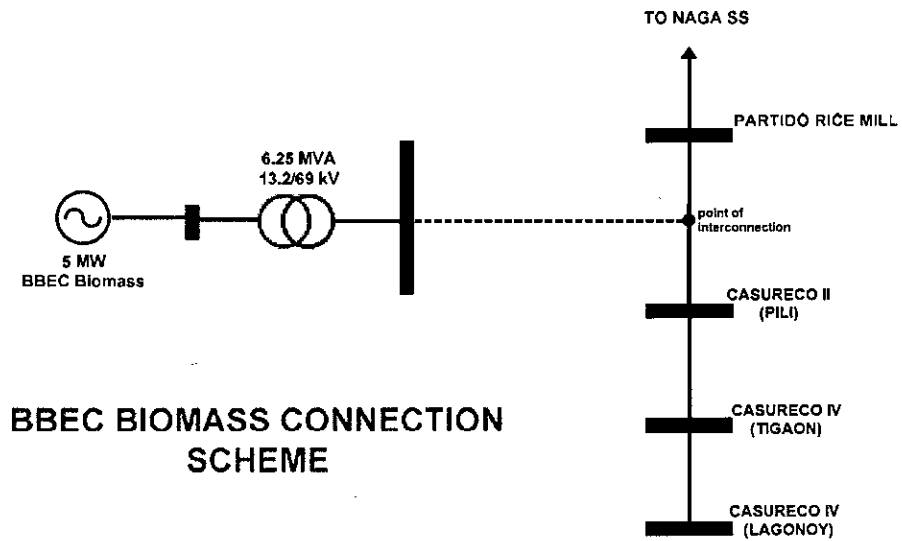 TO NAGA SS
PARTIDO RICE MILL
6.25 MVA
13.2/69 kV
point of
interconnection
5 MW
BBEC Biomass
CASURECO II
(PILI)
BBEC BIOMASS CONNECTION
SCHEME
CASURECO IV
(TIGAON)
CASURECO IV
(LAGONOY)